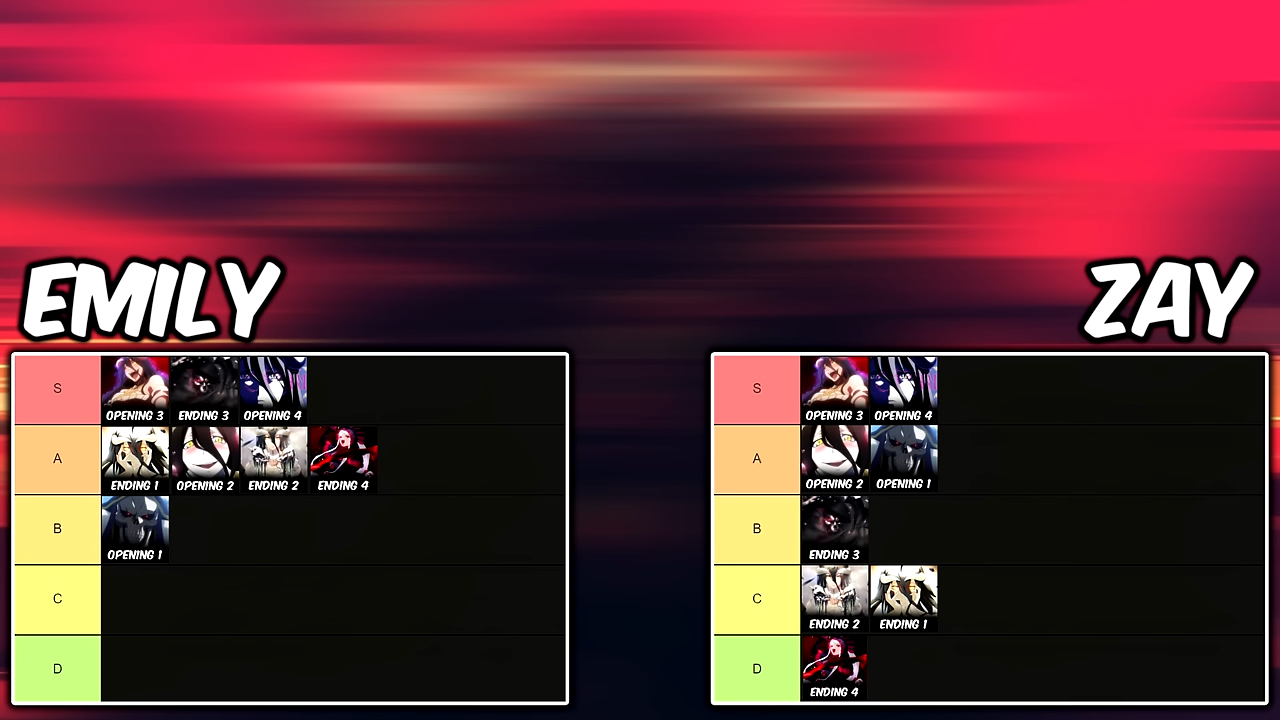 EMILY
ZAY
S
OPENING 3 ENDING 3 OPENING 4
A
ENDING 1 OPENING 2 ENDING 2 ENDING 4
B
OPENING 1
C
D
S
OPENING 3 OPENING 4
A
OPENING 2 OPENING 1
B
ENDING 3
C
ENDING 2 ENDING 1
D
ENDING 4